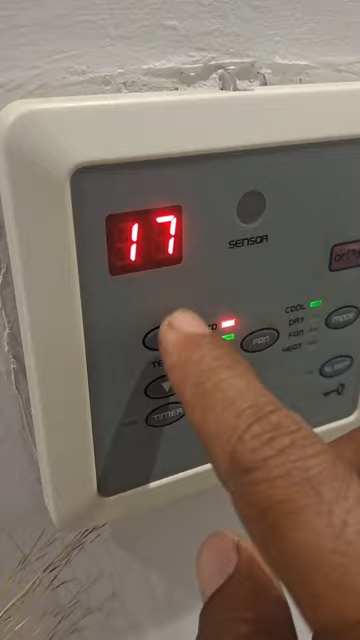 17
SENSOR
COOL
DRY
FAN
HEAT
FAN
MODE
TIMER